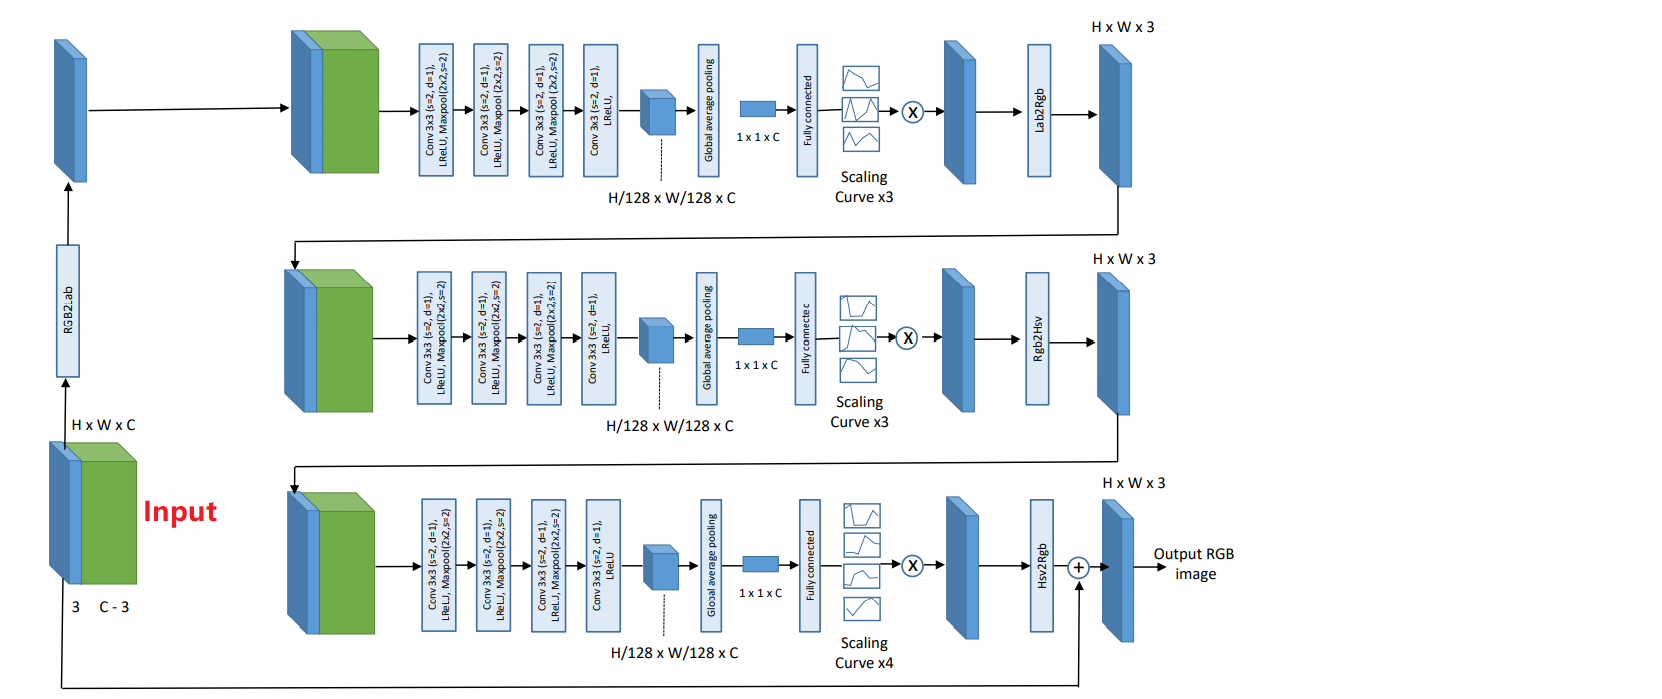 H x W x 3
Conv 3x3 (s=2, d=1),
LReLU, Maxpool(2x2,s=2)
Conv 3x3 (s=2, d=1),
LReLU, Maxpool (2x2,s=2)
Conv 3x3 (s=2, d=1),
LReLU, Maxpool (2x2,s=2)
Conv 3x3 (s=2, d=1),
LReLU,
H/128 x W/128 x C
Global average pooling
1 x 1 x C
Fully connected
Scaling
Curve x3
X
Lab2Rgb
RGB2Lab
H x W x 3
Conv 3x3 (s=2, d=1),
LReLU, Maxpool(2x2,s=2)
Conv 3x3 (s=2, d=1),
LReLU, Maxpool(2x2,s=2)
Conv 3x3 (s=2, d=1),
LReLU, Maxpool(2x2,s=2)
Conv 3x3 (s=2, d=1),
LReLU,
H/128 x W/128 x C
Global average pooling
1 x 1 x C
Fully connected
Scaling
Curve x3
X
Rgb2Hsv
H x W x C
Input
3 C - 3
H x W x 3
Conv 3x3 (s=2, d=1),
LReLU, Maxpool(2x2,s=2)
Conv 3x3 (s=2, d=1),
LReLU, Maxpool(2x2,s=2)
Conv 3x3 (s=2, d=1),
LReLU, Maxpool(2x2,s=2)
Conv 3x3 (s=2, d=1),
LReLU
H/128 x W/128 x C
Global average pooling
1 x 1 x C
Fully connected
Scaling
Curve x4
X
Hsv2Rgb
+
Output RGB
image